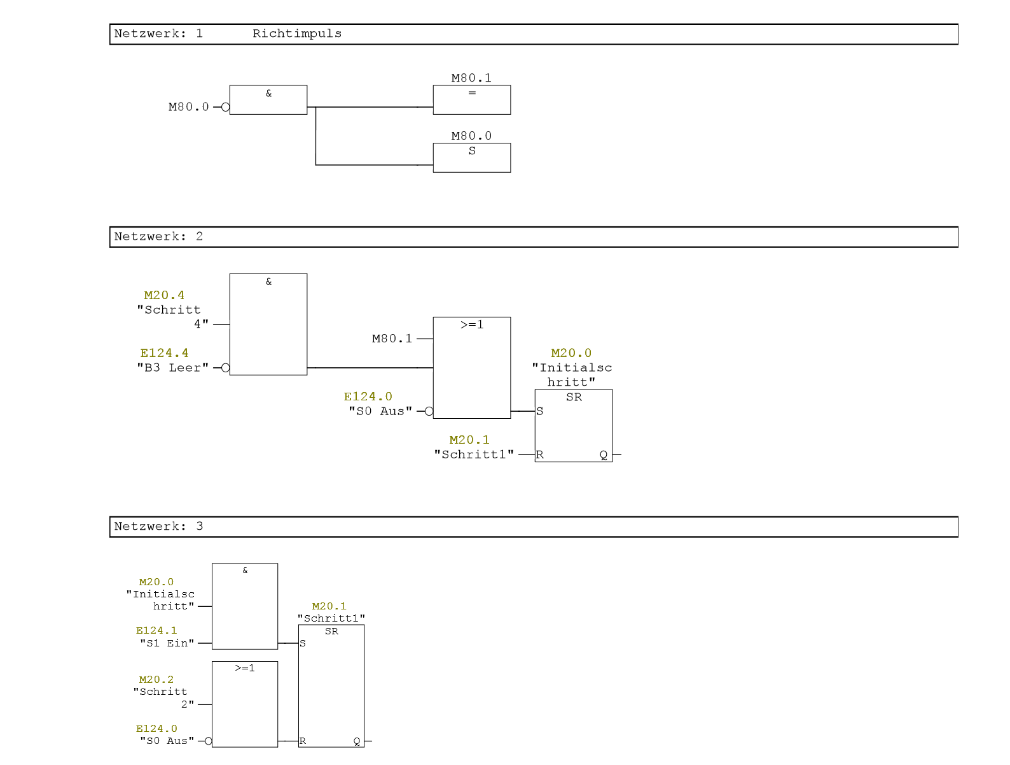 Netzwerk: 1 Richtimpuls
M80.1
&
=
M80.0
M80.0
S
Netzwerk: 2
&
M20.4
"Schritt
4"
>=1
M80.1
E124.4
"B3 Leer"
M20.0
"Initialsc
hritt"
SR
E124.0
"S0 Aus"
S
M20.1
"Schritt1"
R Q
Netzwerk: 3
&
M20.0
"Initialsc
hritt"
M20.1
"Schritt1"
SR
E124.1
"S1 Ein"
S
>=1
M20.2
"Schritt
2"
E124.0
"S0 Aus"
R Q